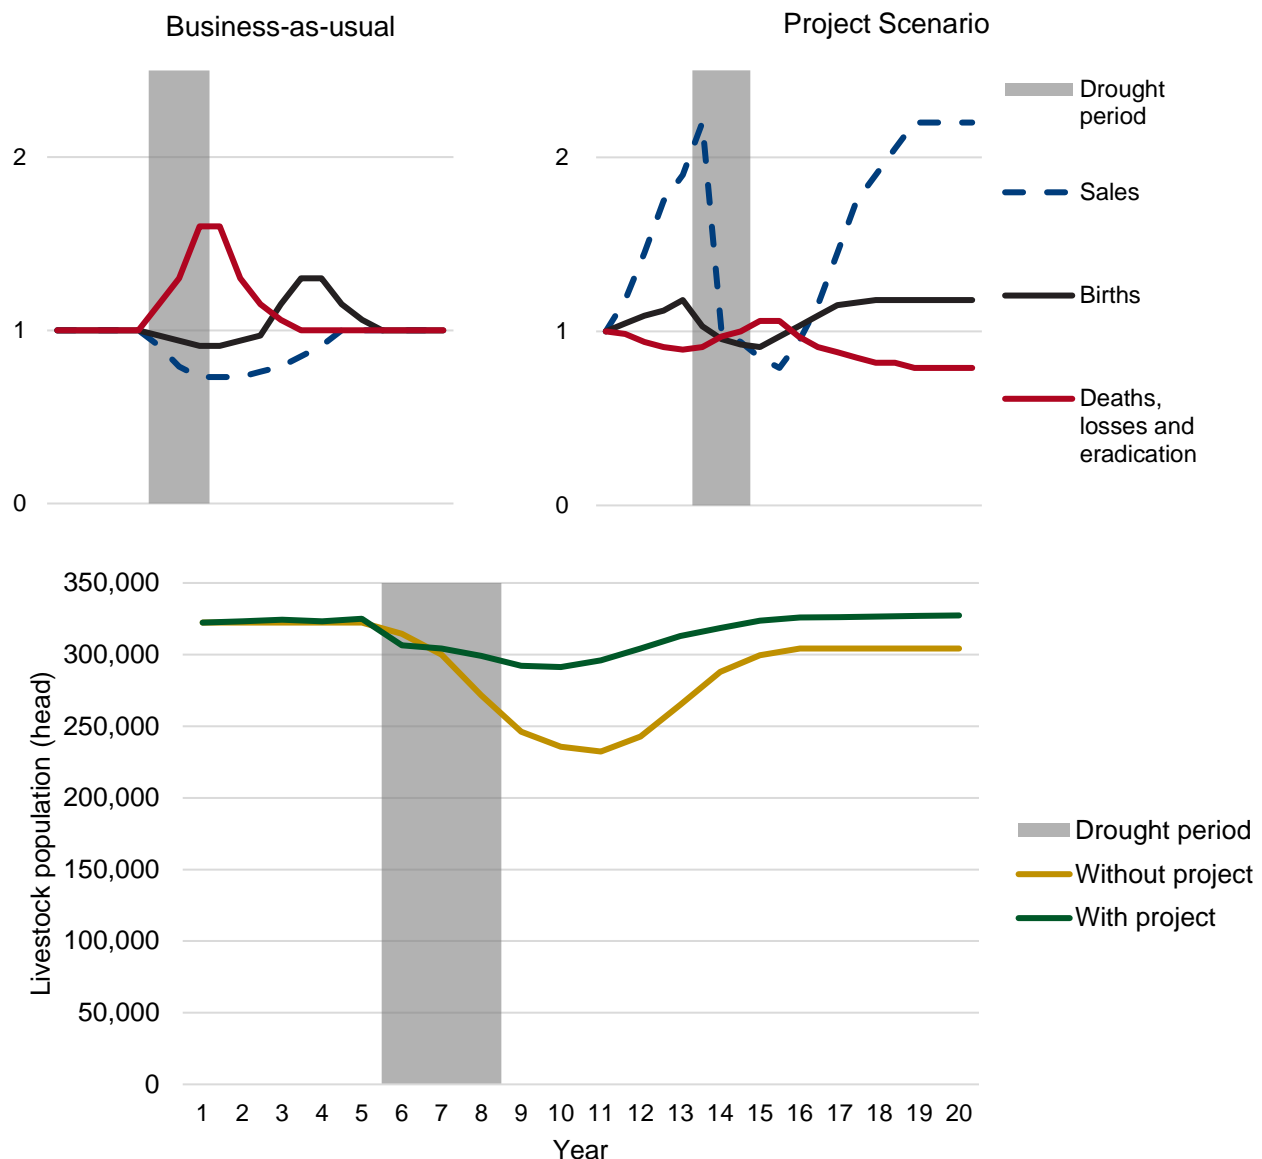 Business-as-usual
Project Scenario
2
1
0
2
1
0
Drought
period
Sales
Births
Deaths,
losses and
eradication
Livestock population (head)
350,000
300,000
250,000
200,000
150,000
100,000
50,000
0
1 2 3 4 5 6 7 8 9 10 11 12 13 14 15 16 17 18 19 20
Year
Drought period
Without project
With project